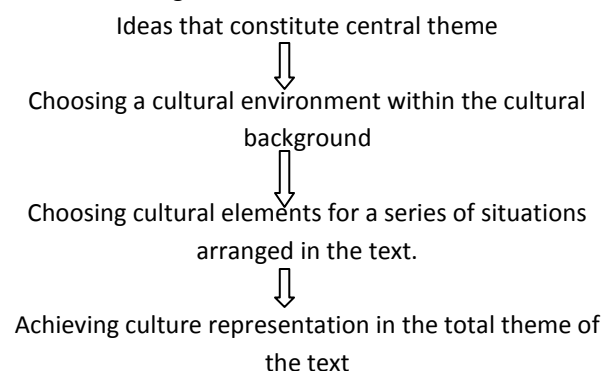 Ideas that constitute central theme
Choosing a cultural environment within the cultural
background
Choosing cultural elements for a series of situations
arranged in the text.
Achieving culture representation in the total theme of
the text